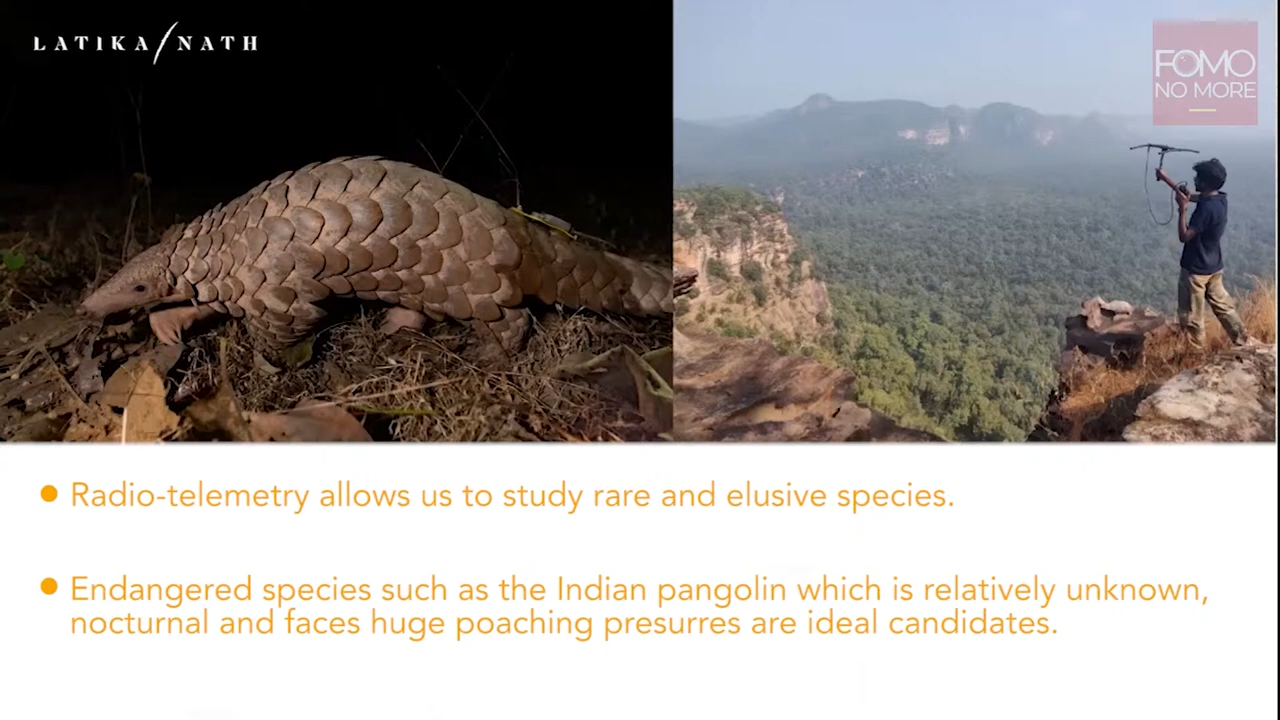 LATIKA/NATH
FOMO
NO MORE
Radio-telemetry allows us to study rare and elusive species.
Endangered species such as the Indian pangolin which is relatively unknown,
nocturnal and faces huge poaching presurres are ideal candidates.